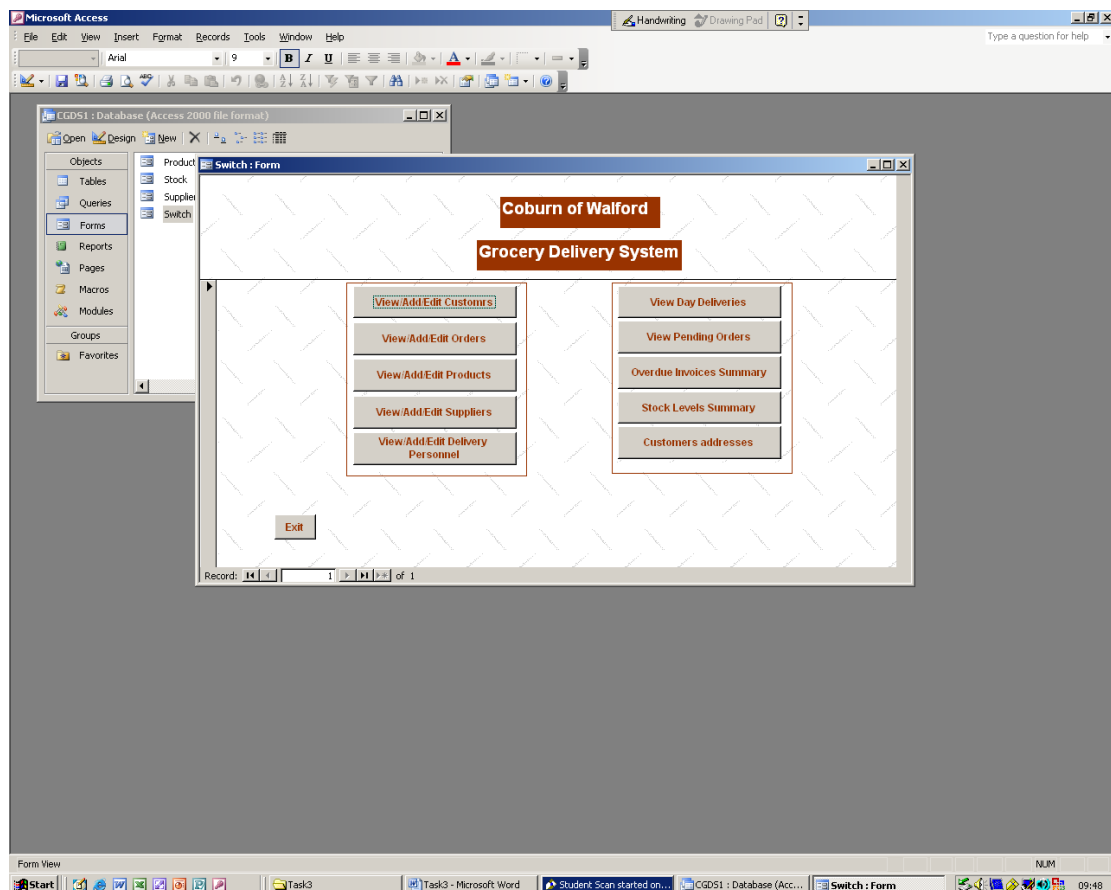 Microsoft Access
Handwriting Drawing Pad
File Edit View Insert Format Records Tools Window Help
Type a question for help
Arial 9 B I U
CGDS1 : Database (Access 2000 file format)
Open Design New
Objects
Tables
Queries
Forms
Reports
Pages
Macros
Modules
Groups
Favorites
Product
Stock
Supplier
Switch
Switch : Form
Coburn of Walford
Grocery Delivery System
View/Add/Edit Customrs
View/Add/Edit Orders
View/Add/Edit Products
View/Add/Edit Suppliers
View/Add/Edit Delivery
Personnel
View Day Deliveries
View Pending Orders
Overdue Invoices Summary
Stock Levels Summary
Customers addresses
Exit
Record: 1 of 1
Form View
NUM
Start Task3 Task3 - Microsoft Word Student Scan started on... CGDS1 : Database (Acc... Switch : Form 09:48